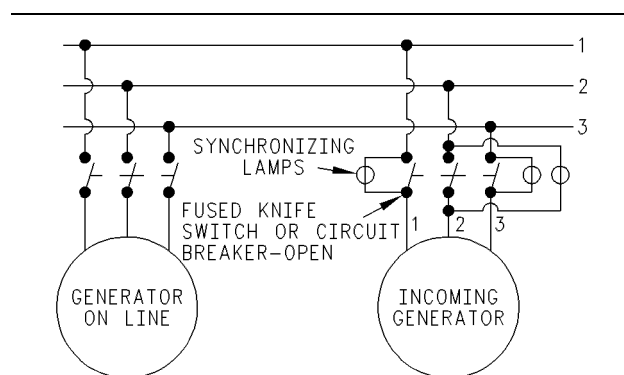 1
2
3
SYNCHRONIZING
LAMPS
FUSED KNIFE
SWITCH OR CIRCUIT
BREAKER-OPEN
1
2
3
GENERATOR
ON LINE
INCOMING
GENERATOR